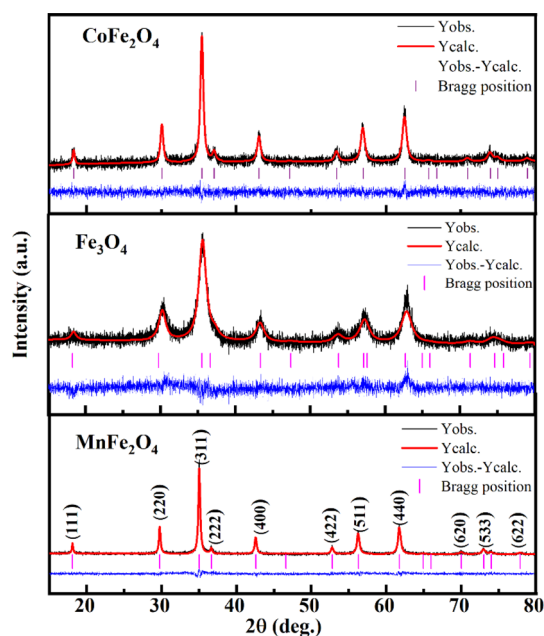 CoFe₂O₄
Yobs.
Ycalc.
Yobs.-Ycalc.
Bragg position
Fe₃O₄
Yobs.
Ycalc.
Yobs.-Ycalc.
Bragg position
MnFe₂O₄
Yobs.
Ycalc.
Yobs.-Ycalc.
Bragg position
(111)
(220)
(311)
(222)
(400)
(422)
(511)
(440)
(620)
(533)
(622)
Intensity (a.u.)
20 30 40 50 60 70 80
2θ (deg.)